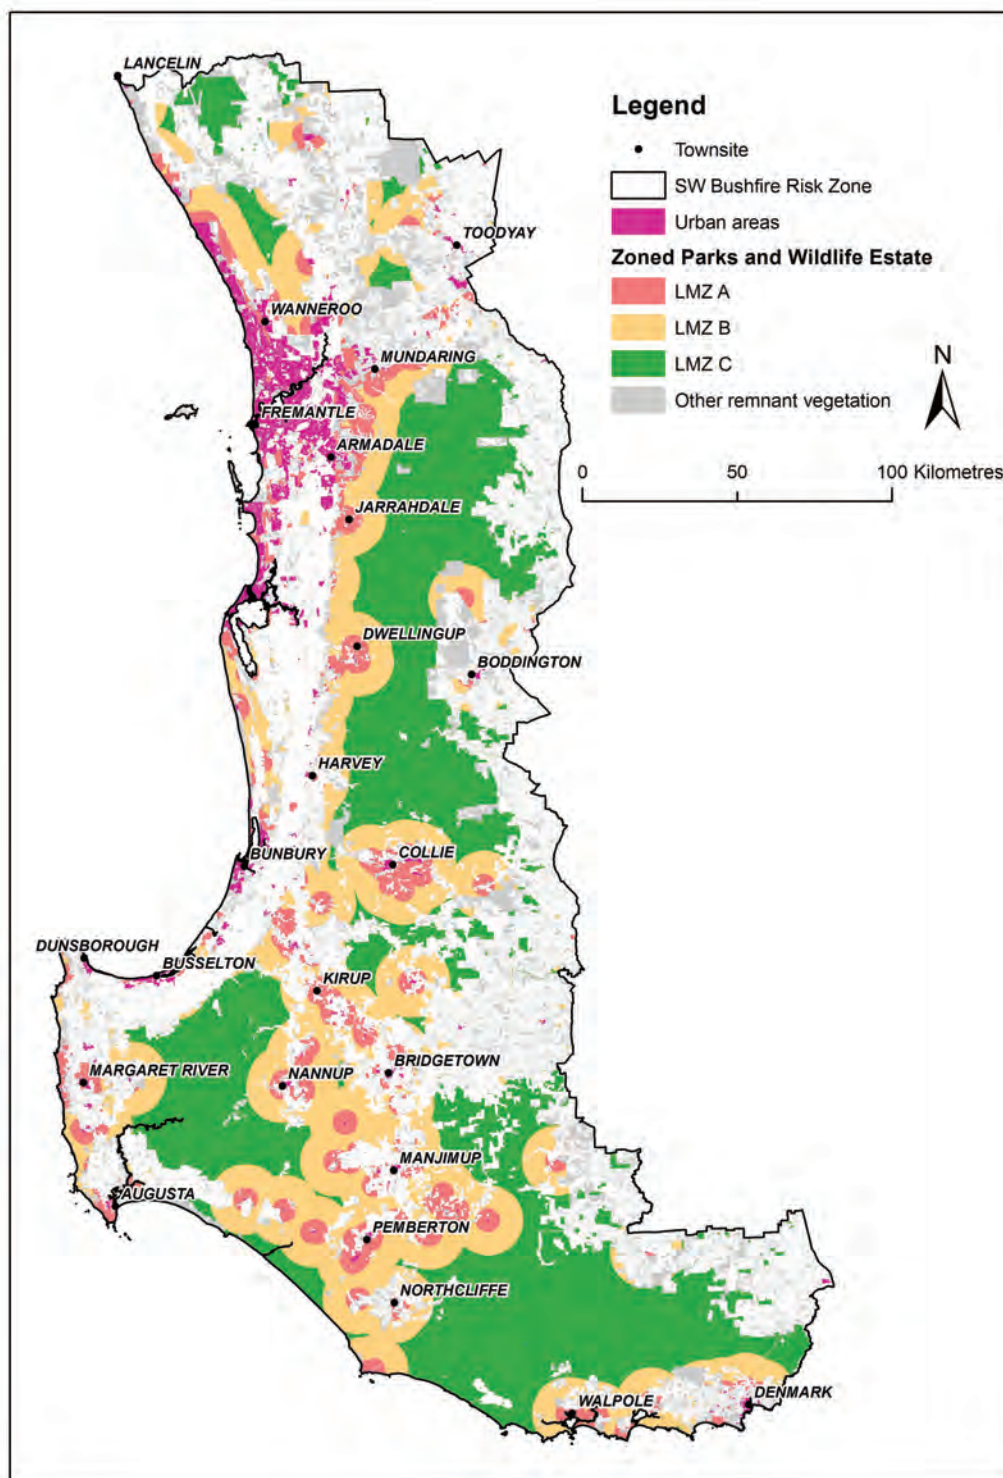 LANCELIN
Legend
Townsite
SW Bushfire Risk Zone
Urban areas
Zoned Parks and Wildlife Estate
LMZ A
LMZ B
LMZ C
Other remnant vegetation
N
0 50 100 Kilometres
TOODYAY
WANNEROO
MUNDARING
FREMANTLE
ARMADALE
JARRAHDALE
DWELLINGUP
BODDINGTON
HARVEY
BUNBURY
COLLIE
DUNSBOROUGH
BUSSELTON
KIRUP
MARGARET RIVER
NANNUP
BRIDGETOWN
MANJIMUP
AUGUSTA
PEMBERTON
NORTHCLIFFE
WALPOLE
DENMARK